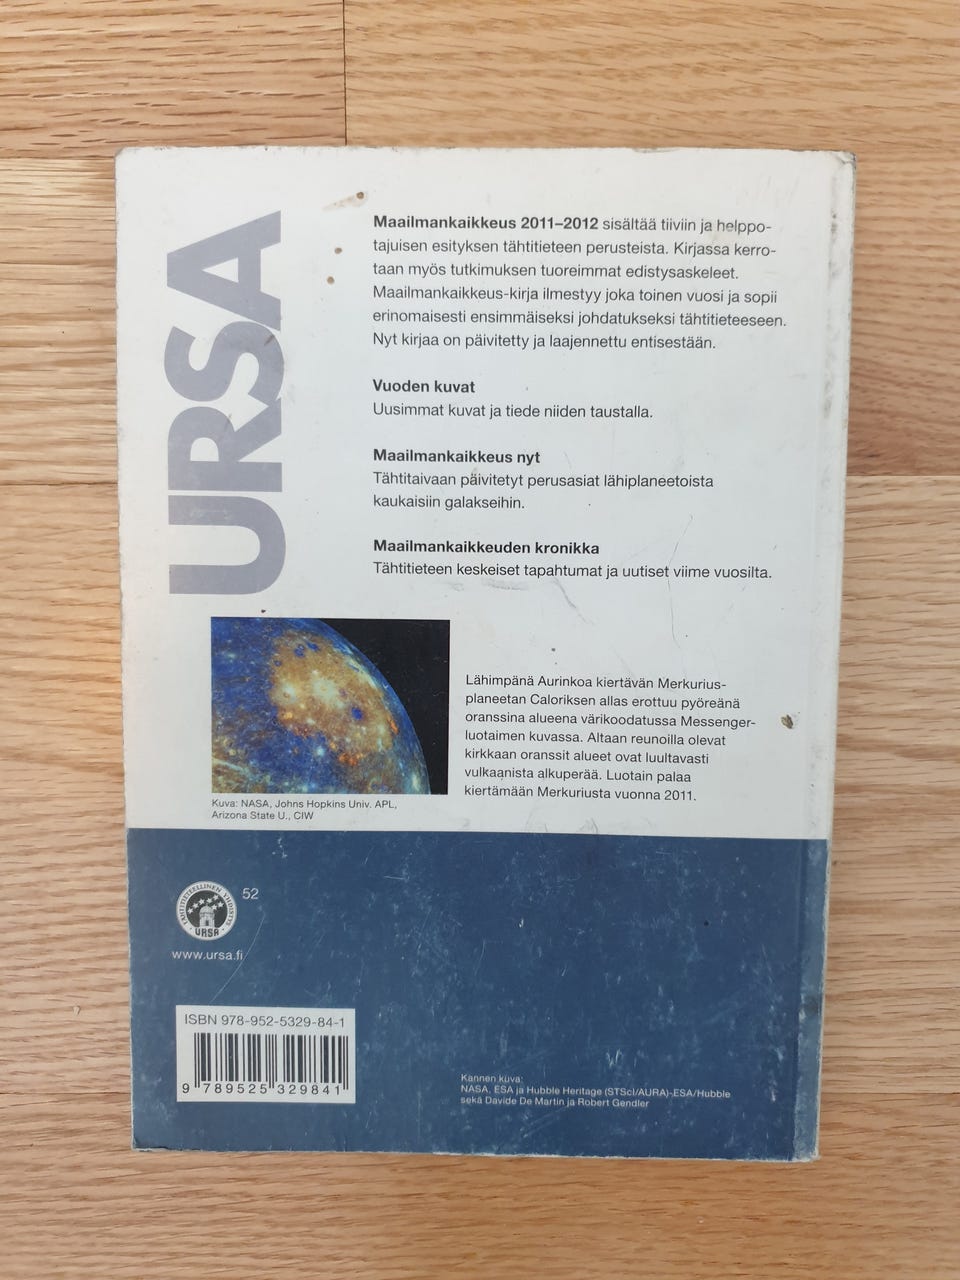 URSA
Maailmankaikkeus 2011–2012 sisältää tiiviin ja helppo-
tajuisen esityksen tähtitieteen perusteista. Kirjassa kerro-
taan myös tutkimuksen tuoreimmat edistysaskeleet.
Maailmankaikkeus-kirja ilmestyy joka toinen vuosi ja sopii
erinomaisesti ensimmäiseksi johdatukseksi tähtitieteeseen.
Nyt kirjaa on päivitetty ja laajennettu entisestään.
Vuoden kuvat
Uusimmat kuvat ja tiede niiden taustalla.
Maailmankaikkeus nyt
Tähtitaivaan päivitetyt perusasiat lähiplaneetoista
kaukaisiin galakseihin.
Maailmankaikkeuden kronikka
Tähtitieteen keskeiset tapahtumat ja uutiset viime vuosilta.
Lähimpänä Aurinkoa kiertävän Merkurius-
planeetan Caloriksen allas erottuu pyöreänä
oranssina alueena värikoodatussa Messenger-
luotaimen kuvassa. Altaan reunoilla olevat
kirkkaan oranssit alueet ovat luultavasti
vulkaanista alkuperää. Luotain palaa
kiertämään Merkuriusta vuonna 2011.
Kuva: NASA, Johns Hopkins Univ. APL,
Arizona State U., CIW
TÄHTITIETEELLINEN YHDISTYS
URSA
52
www.ursa.fi
ISBN 978-952-5329-84-1
9 789525 329841
Kannen kuva:
NASA, ESA ja Hubble Heritage (STScI/AURA)-ESA/Hubble
sekä Davide De Martin ja Robert Gendler